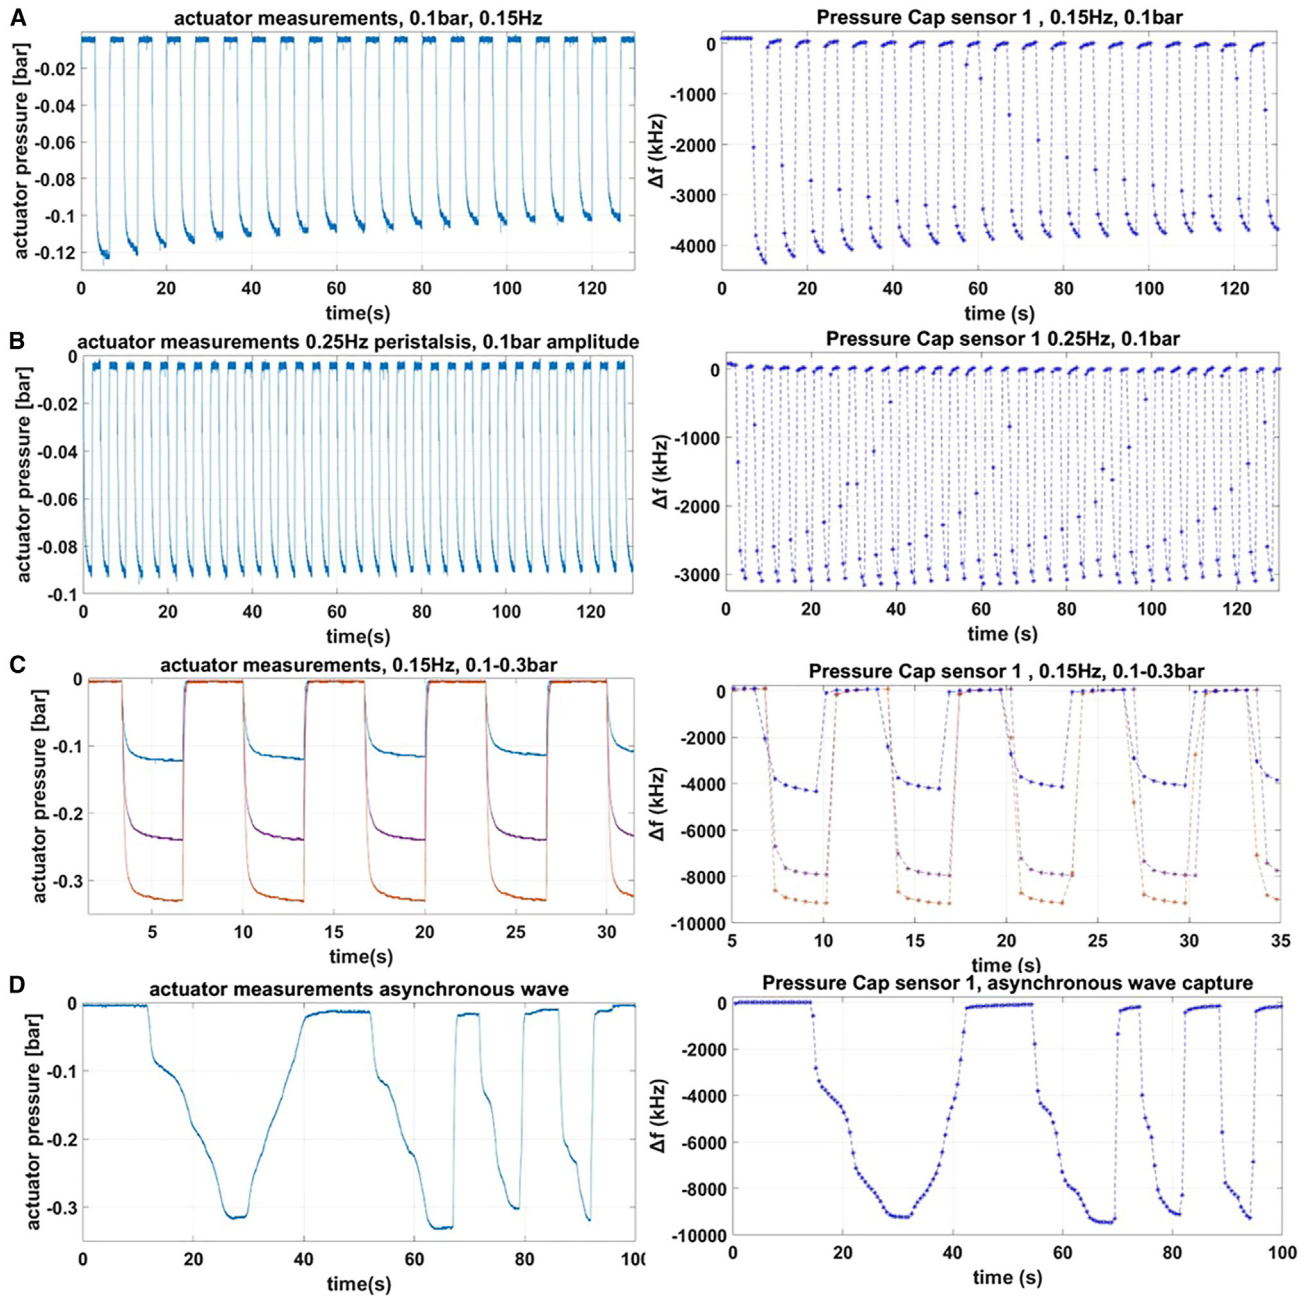 A
actuator measurements, 0.1bar, 0.15Hz
actuator pressure [bar]
-0.02
-0.04
-0.06
-0.08
-0.1
-0.12
0 20 40 60 80 100 120
time(s)
Pressure Cap sensor 1 , 0.15Hz, 0.1bar
Δf (kHz)
0
-1000
-2000
-3000
-4000
0 20 40 60 80 100 120
time (s)
B
actuator measurements 0.25Hz peristalsis, 0.1bar amplitude
actuator pressure [bar]
0
-0.02
-0.04
-0.06
-0.08
-0.1
0 20 40 60 80 100 120
time(s)
Pressure Cap sensor 1 0.25Hz, 0.1bar
Δf (kHz)
0
-1000
-2000
-3000
0 20 40 60 80 100 120
time (s)
C
actuator measurements, 0.15Hz, 0.1-0.3bar
actuator pressure [bar]
0
-0.1
-0.2
-0.3
5 10 15 20 25 30
time(s)
Pressure Cap sensor 1 , 0.15Hz, 0.1-0.3bar
Δf (kHz)
0
-2000
-4000
-6000
-8000
-10000
5 10 15 20 25 30 35
time (s)
D
actuator measurements asynchronous wave
actuator pressure [bar]
0
-0.1
-0.2
-0.3
0 20 40 60 80 100
time(s)
Pressure Cap sensor 1, asynchronous wave capture
Δf (kHz)
0
-2000
-4000
-6000
-8000
-10000
0 20 40 60 80 100
time (s)